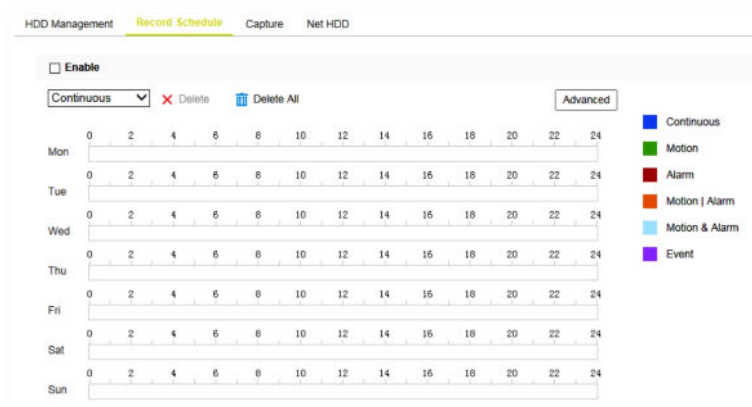 HDD Management Record Schedule Capture Net HDD
Enable
Continuous Delete Delete All Advanced
Continuous
Motion
Alarm
Motion | Alarm
Motion & Alarm
Event
0 2 4 6 8 10 12 14 16 18 20 22 24
Mon
0 2 4 6 8 10 12 14 16 18 20 22 24
Tue
0 2 4 6 8 10 12 14 16 18 20 22 24
Wed
0 2 4 6 8 10 12 14 16 18 20 22 24
Thu
0 2 4 6 8 10 12 14 16 18 20 22 24
Fri
0 2 4 6 8 10 12 14 16 18 20 22 24
Sat
0 2 4 6 8 10 12 14 16 18 20 22 24
Sun